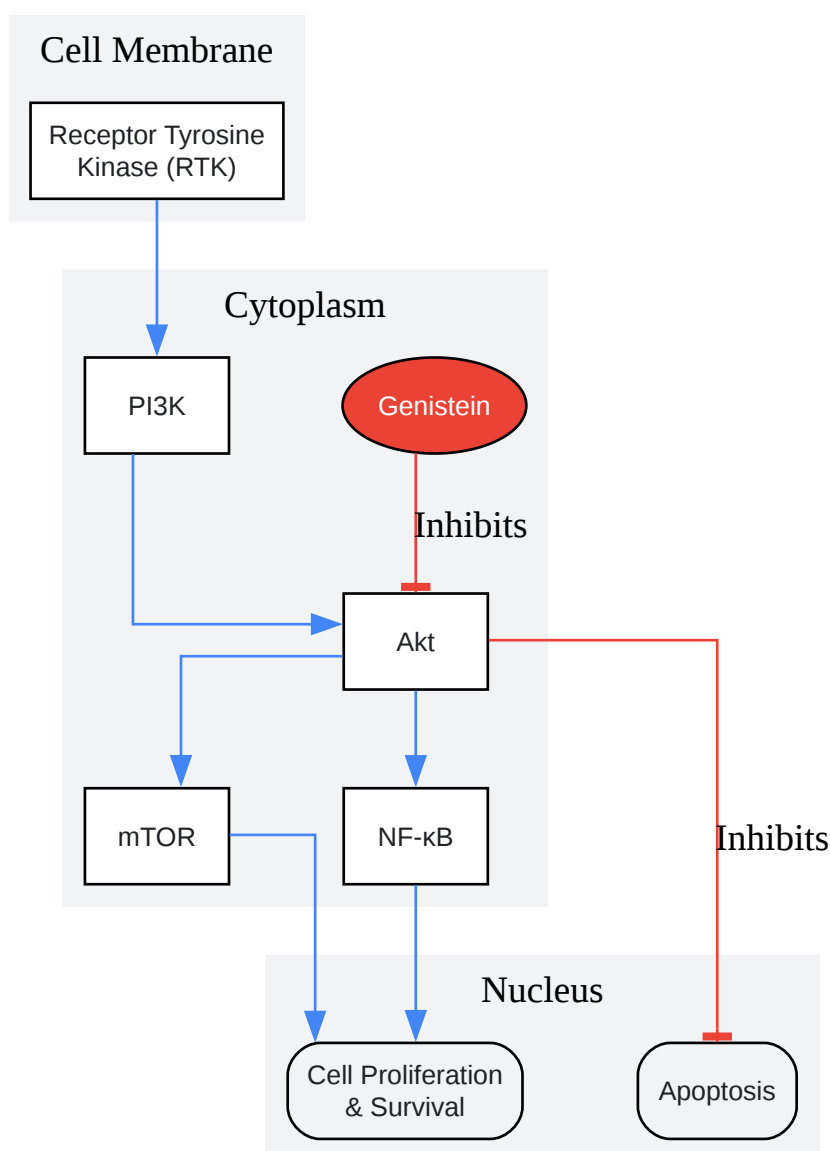 Cell Membrane
Receptor Tyrosine
Kinase (RTK)
Cytoplasm
PI3K
Genistein
Inhibits
Akt
mTOR
NF-κB
Inhibits
Nucleus
Cell Proliferation
& Survival
Apoptosis